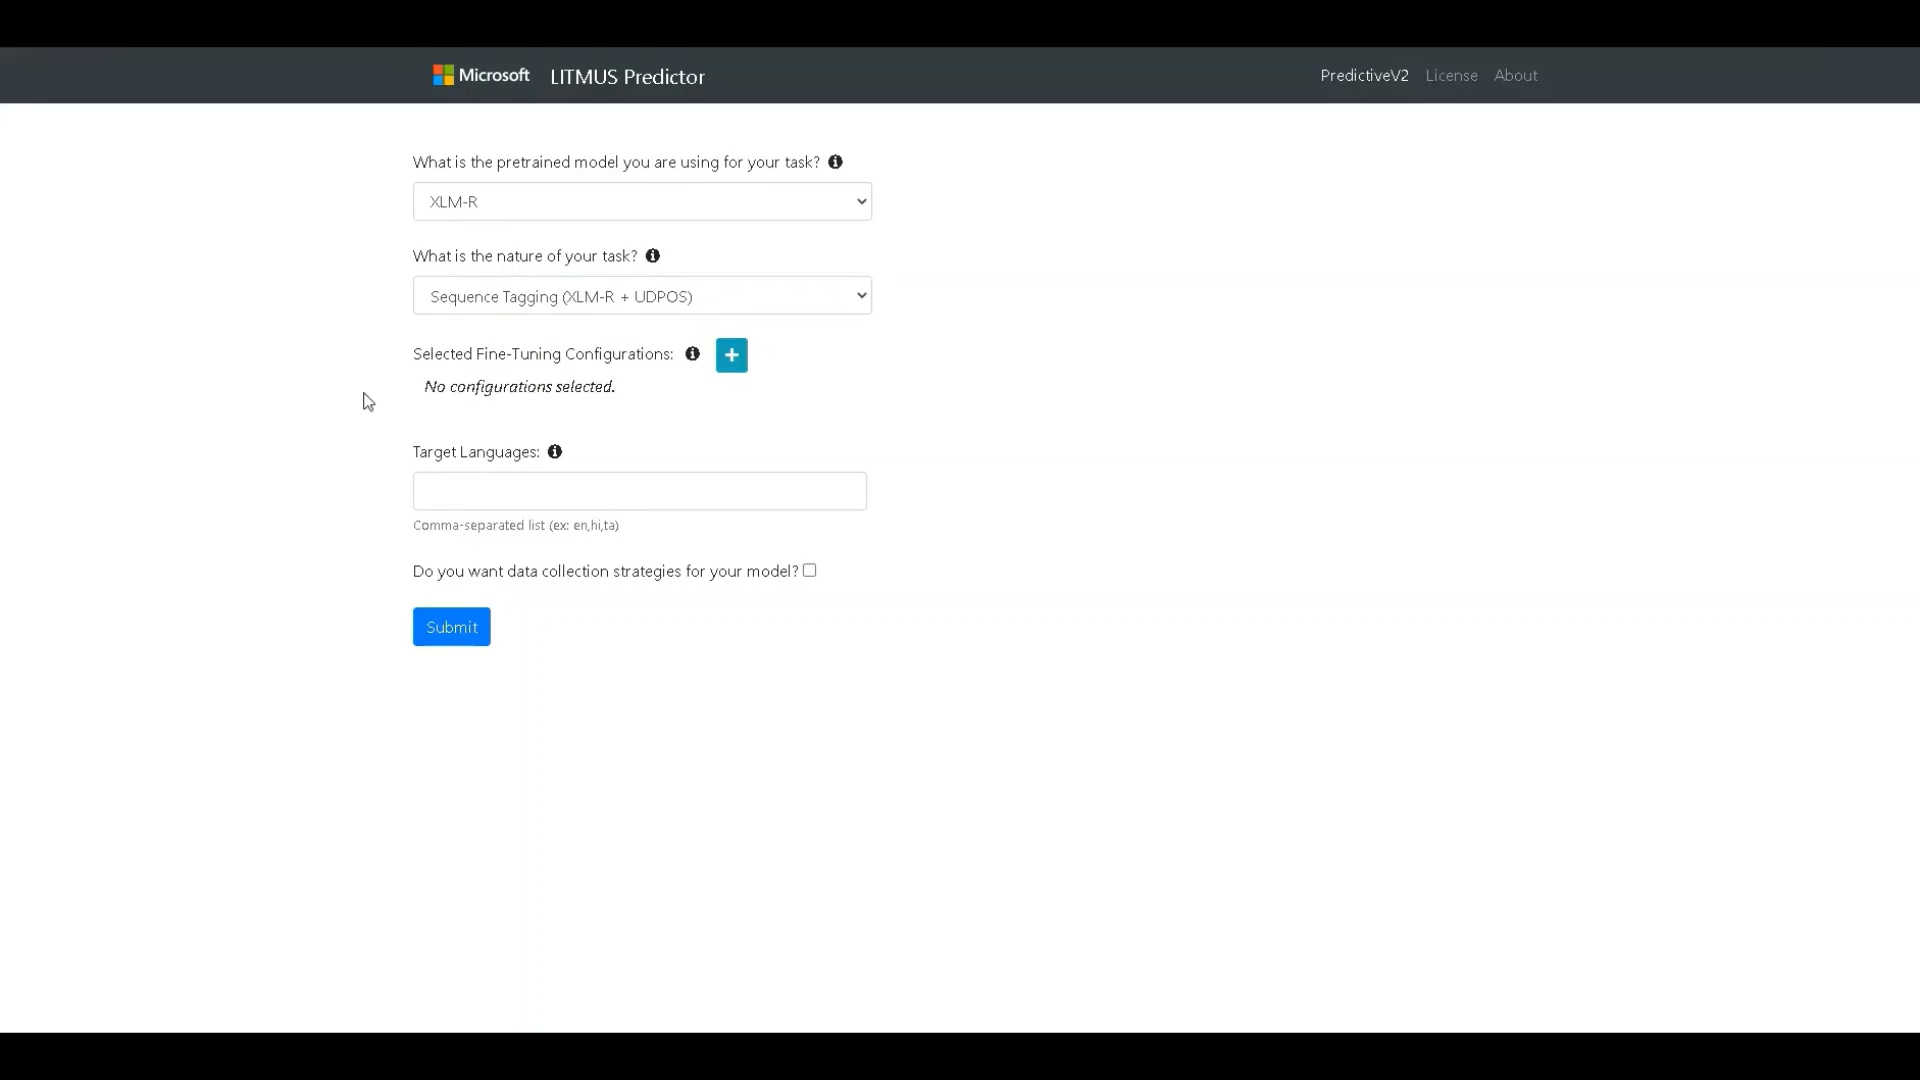 Microsoft LITMUS Predictor PredictiveV2 License About
What is the pretrained model you are using for your task?
XLM-R
What is the nature of your task?
Sequence Tagging (XLM-R + UDPOS)
Selected Fine-Tuning Configurations: +
No configurations selected.
Target Languages:
Comma-separated list (ex: en,hi,ta)
Do you want data collection strategies for your model?
Submit